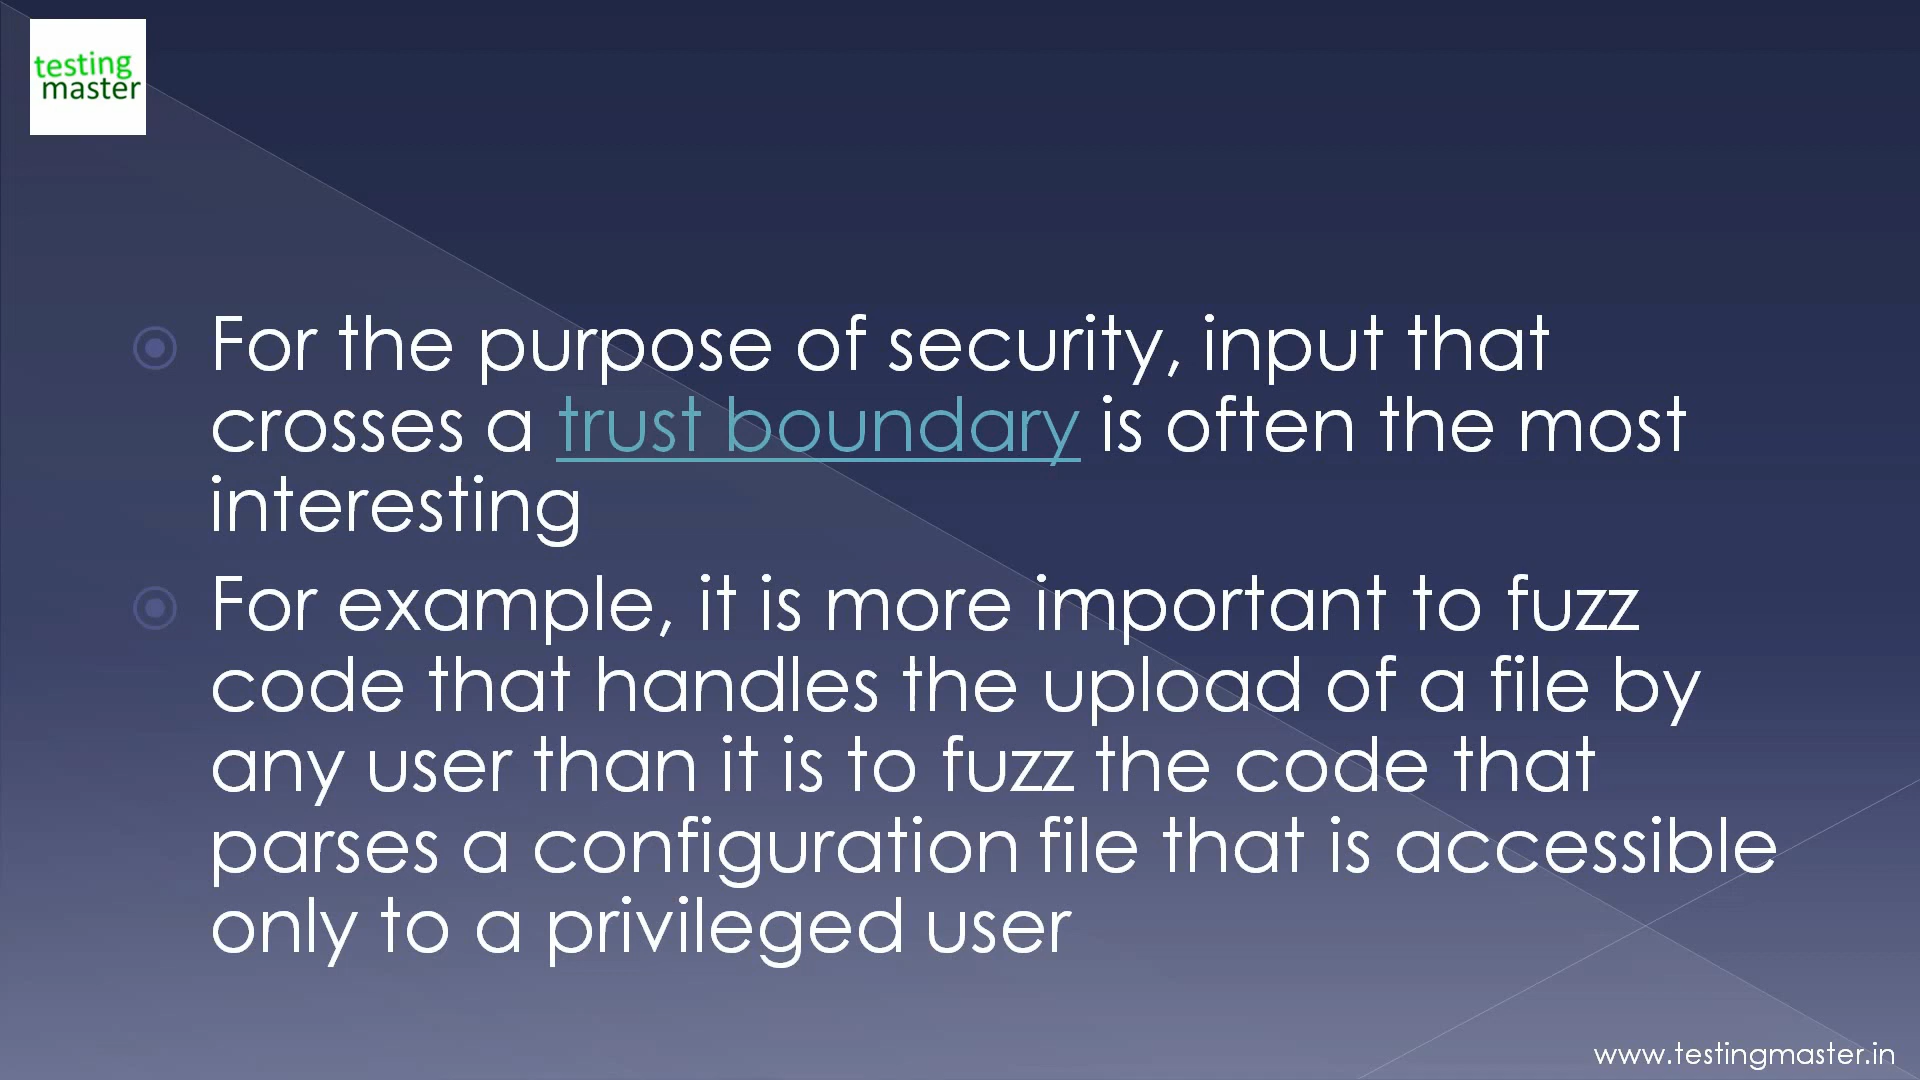 testing
master
For the purpose of security, input that
crosses a trust boundary is often the most
interesting
For example, it is more important to fuzz
code that handles the upload of a file by
any user than it is to fuzz the code that
parses a configuration file that is accessible
only to a privileged user
www.testingmaster.in